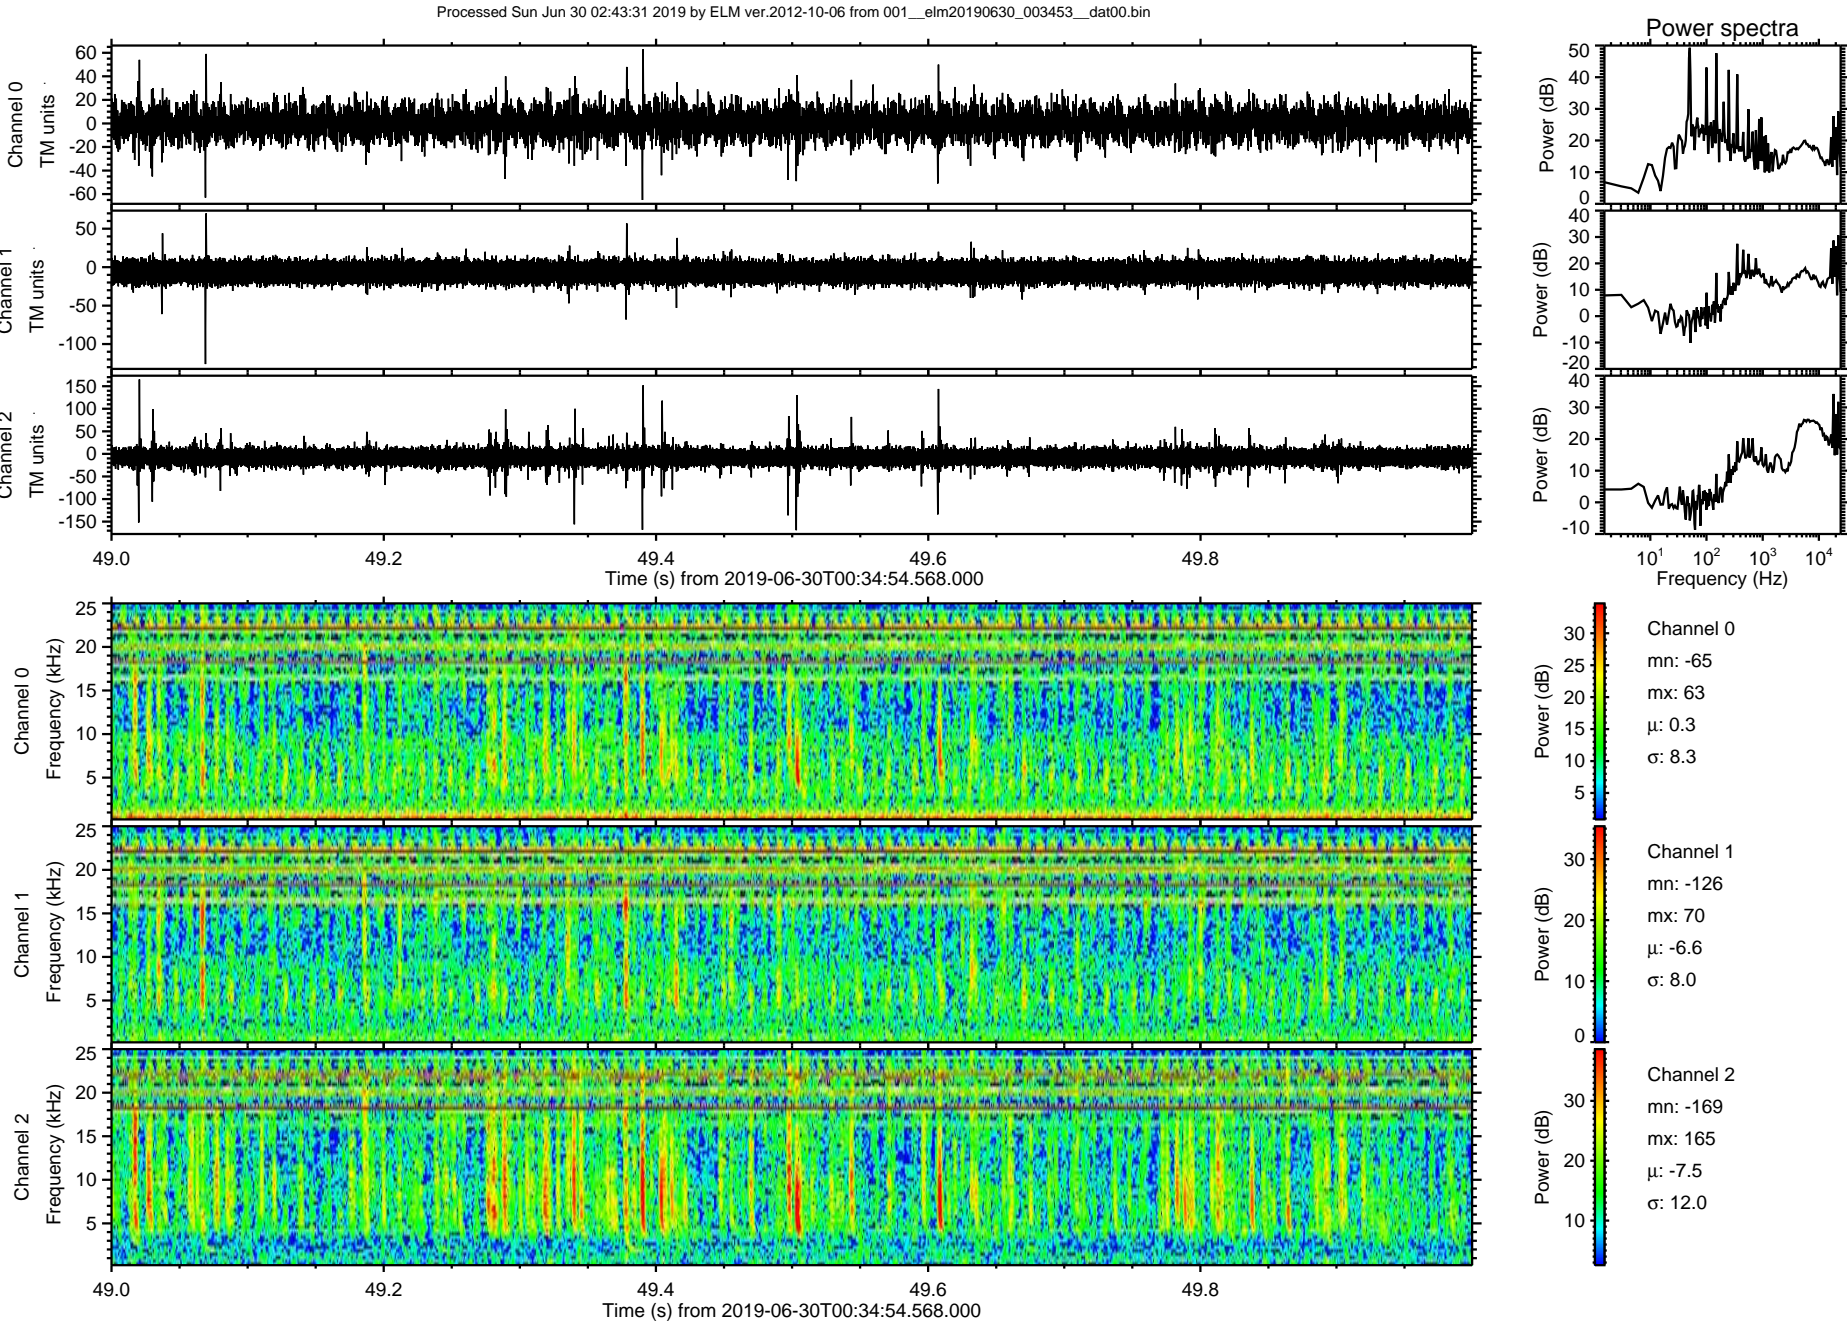 Processed Sun Jun 30 02:43:31 2019 by ELM ver.2012-10-06 from 001__elm20190630_003453__dat00.bin
Power spectra
Channel 0
TM units
60
40
20
0
-20
-40
-60
Power (dB)
50
40
30
20
10
0
Channel 1
TM units
50
0
-50
-100
Power (dB)
40
30
20
10
0
-10
-20
Channel 2
TM units
150
100
50
0
-50
-100
-150
Power (dB)
40
30
20
10
0
-10
49.0 49.2 49.4 49.6 49.8
Time (s) from 2019-06-30T00:34:54.568.000
10¹ 10² 10³ 10⁴
Frequency (Hz)
Channel 0
Frequency (kHz)
25
20
15
10
5
Power (dB)
30
25
20
15
10
5
Channel 0
mn: -65
mx: 63
μ: 0.3
σ: 8.3
Channel 1
Frequency (kHz)
25
20
15
10
5
Power (dB)
30
20
10
0
Channel 1
mn: -126
mx: 70
μ: -6.6
σ: 8.0
Channel 2
Frequency (kHz)
25
20
15
10
5
Power (dB)
30
20
10
Channel 2
mn: -169
mx: 165
μ: -7.5
σ: 12.0
49.0 49.2 49.4 49.6 49.8
Time (s) from 2019-06-30T00:34:54.568.000